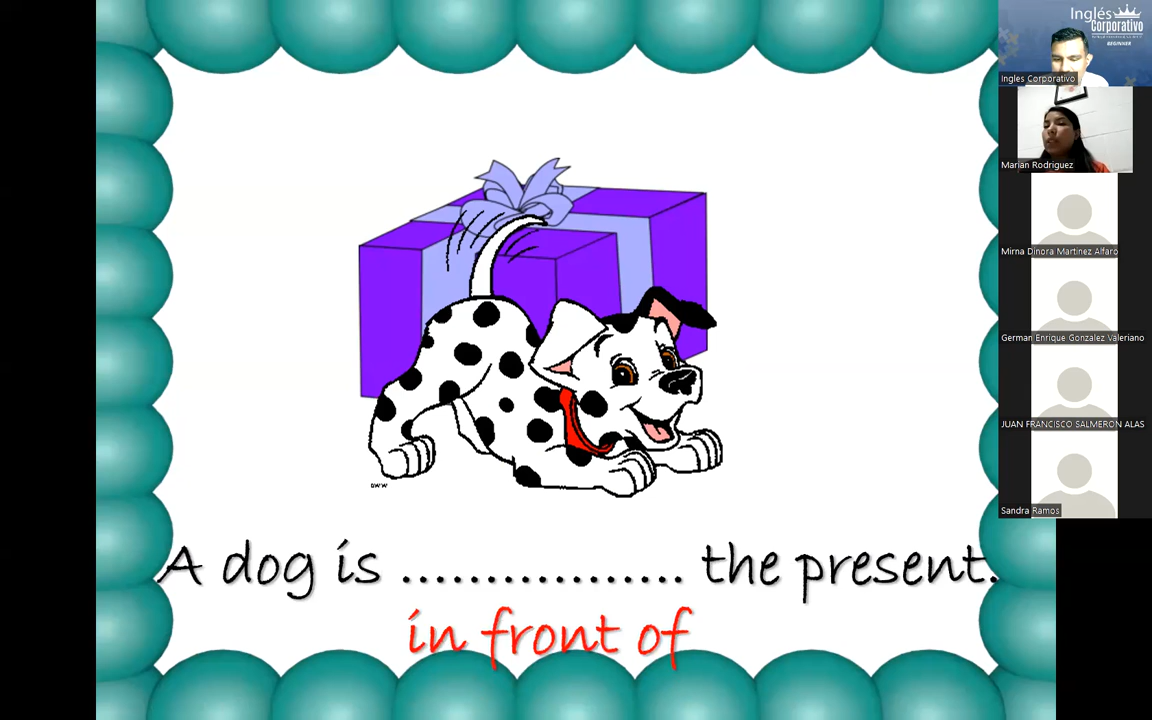 Inglés
Corporativo
BEGINNER
Ingles Corporativo
Marian Rodriguez
Mirna Dinora Martinez Alfaro
German Enrique Gonzalez Valeriano
JUAN FRANCISCO SALMERON ALAS
Sandra Ramos
A dog is ................. the present.
in front of